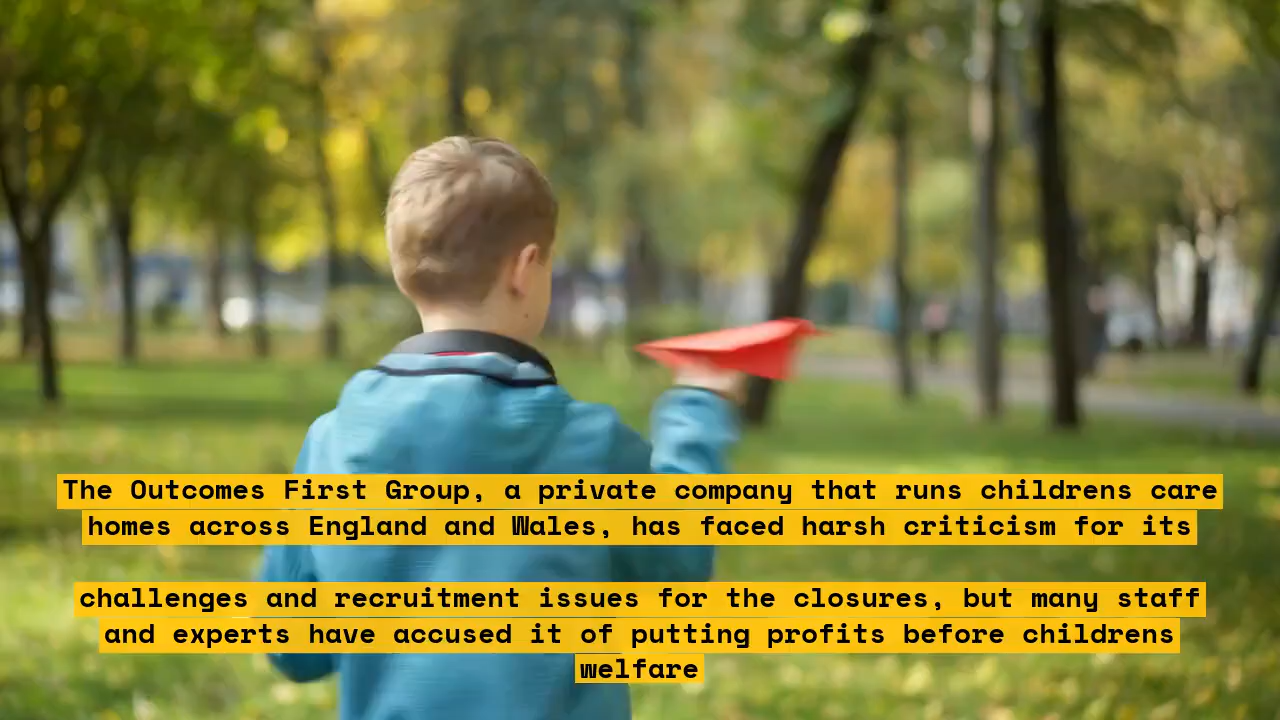 The Outcomes First Group, a private company that runs childrens care
homes across England and Wales, has faced harsh criticism for its
challenges and recruitment issues for the closures, but many staff
and experts have accused it of putting profits before childrens
welfare